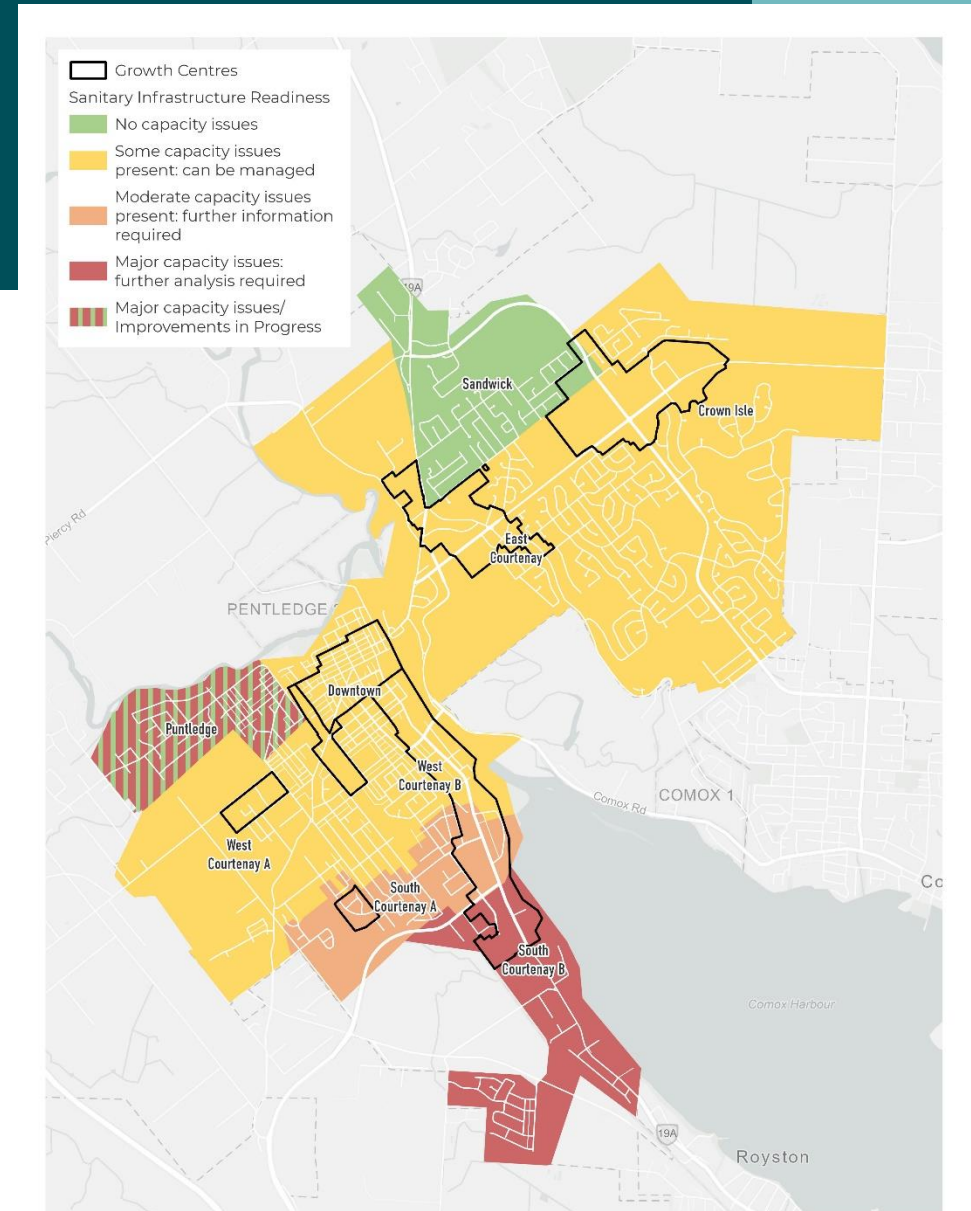 Growth Centres
Sanitary Infrastructure Readiness
No capacity issues
Some capacity issues
present: can be managed
Moderate capacity issues
present: further information
required
Major capacity issues:
further analysis required
Major capacity issues/
Improvements in Progress
19A
Sandwick
Crown Isle
Piercy Rd
East
Courtenay
PENTLEDGE
Downtown
Puntledge
West
Courtenay B
Comox Rd
COMOX 1
West
Courtenay A
South
Courtenay A
Co
South
Courtenay B
Comox Harbour
19A
Royston